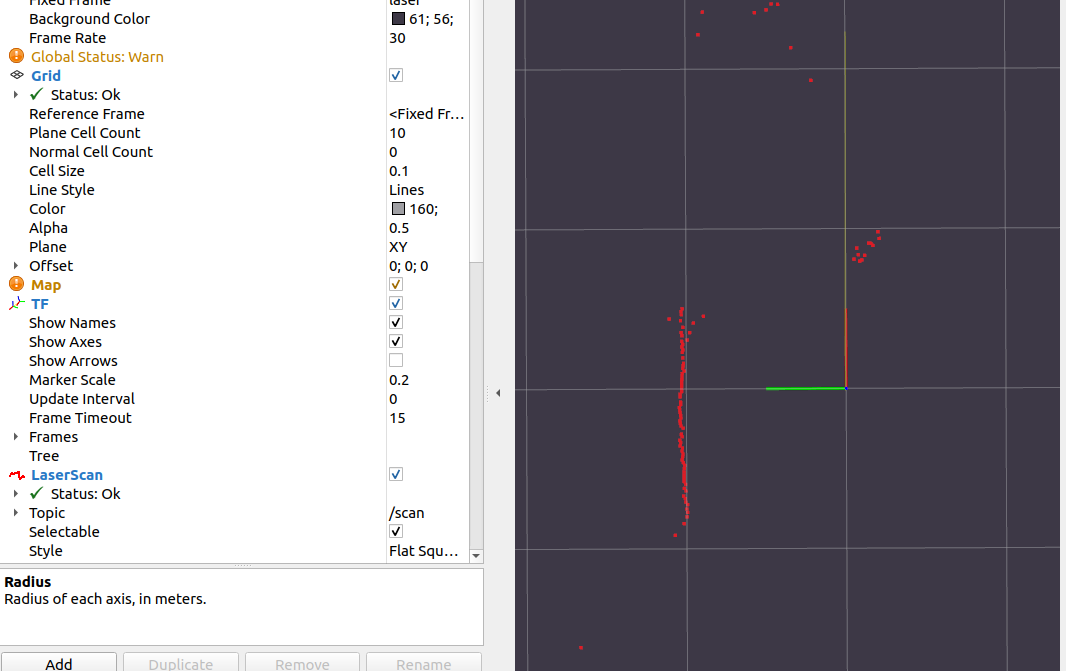 Fixed Frame laser
Background Color 61; 56;
Frame Rate 30
Global Status: Warn
Grid
Status: Ok
Reference Frame <Fixed Fr...
Plane Cell Count 10
Normal Cell Count 0
Cell Size 0.1
Line Style Lines
Color 160;
Alpha 0.5
Plane XY
Offset 0; 0; 0
Map
TF
Show Names
Show Axes
Show Arrows
Marker Scale 0.2
Update Interval 0
Frame Timeout 15
Frames
Tree
LaserScan
Status: Ok
Topic /scan
Selectable
Style Flat Squ...
Radius
Radius of each axis, in meters.
Add Duplicate Remove Rename